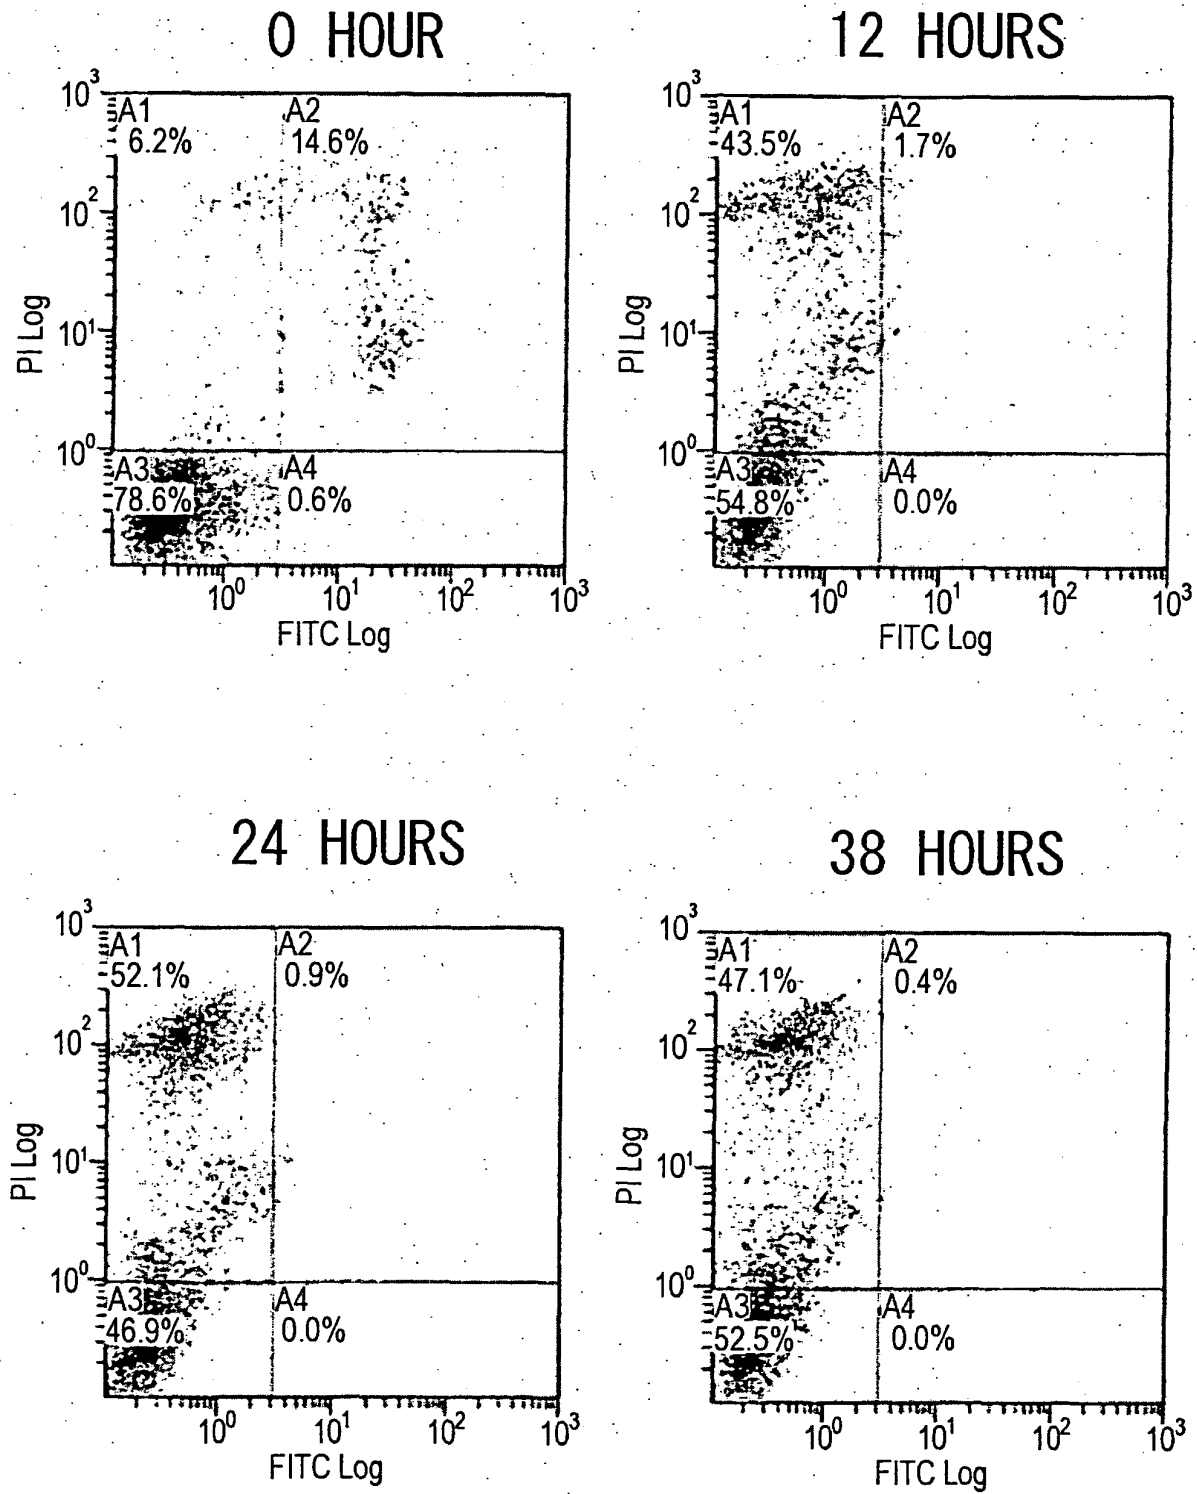 0 HOUR
10³
A1
6.2%
A2
14.6%
10²
PI Log
10¹
10⁰
A3
78.6%
A4
0.6%
10⁰ 10¹ 10² 10³
FITC Log
12 HOURS
10³
A1
43.5%
A2
1.7%
10²
PI Log
10¹
10⁰
A3
54.8%
A4
0.0%
10⁰ 10¹ 10² 10³
FITC Log
24 HOURS
10³
A1
52.1%
A2
0.9%
10²
PI Log
10¹
10⁰
A3
46.9%
A4
0.0%
10⁰ 10¹ 10² 10³
FITC Log
38 HOURS
10³
A1
47.1%
A2
0.4%
10²
PI Log
10¹
10⁰
A3
52.5%
A4
0.0%
10⁰ 10¹ 10² 10³
FITC Log